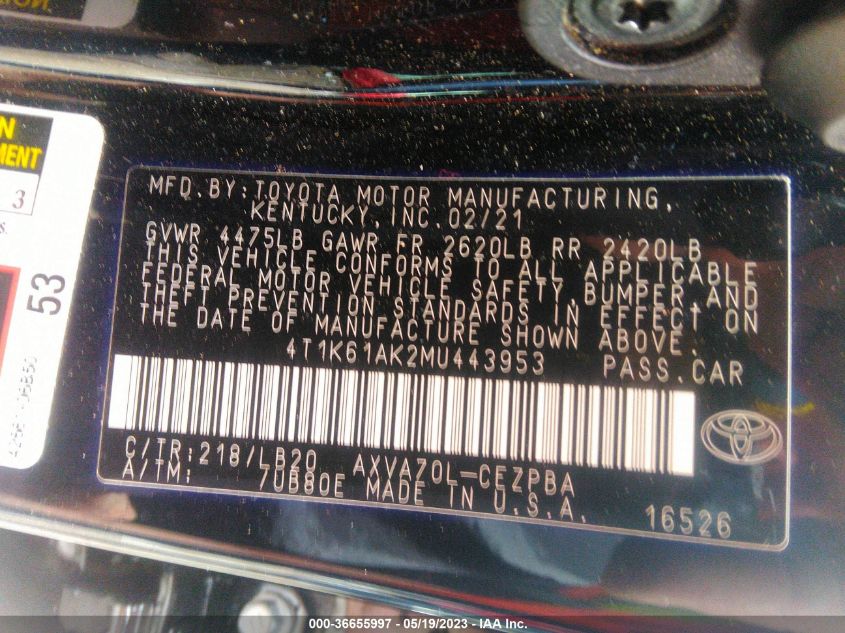 N
MENT
3
s.
53
MFD.BY:TOYOTA MOTOR MANUFACTURING,
KENTUCKY,INC.02/21
GVWR 4475LB GAWR FR 2620LB RR 2420LB
THIS VEHICLE CONFORMS TO ALL APPLICABLE
FEDERAL MOTOR VEHICLE SAFETY,BUMPER,AND
THEFT PREVENTION STANDARDS IN EFFECT ON
THE DATE OF MANUFACTURE SHOWN ABOVE.
4T1K61AK2MU443953 PASS.CAR
C/TR:218/LB20 AXVA70L-CEZPBA
A/TM: 7UB80E MADE IN U.S.A.
16526
000-36655997 - 05/19/2023 - IAA Inc.